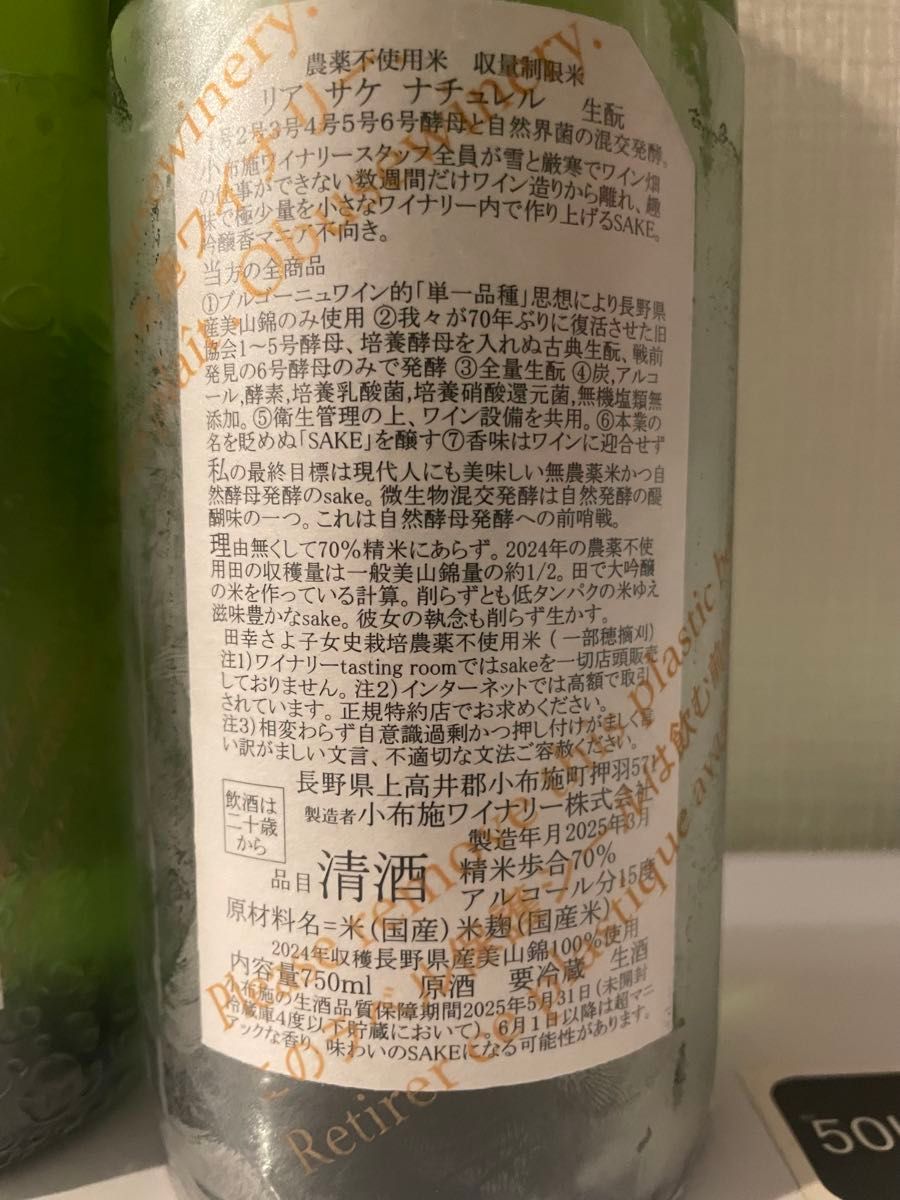 農薬不使用米 収量制限米
リア サケ ナチュレル 生酛
号2号3号4号5号6号酵母と自然界菌の混交発酵。
小布施ワイナリースタッフ全員が雪と厳寒でワイン畑
の仕事ができない数週間だけワイン造りから離れ、趣
味で極少量を小さなワイナリー内で作り上げるSAKE。
吟醸香マニア不向き。
当方の全商品
①ブルゴーニュワイン的「単一品種」思想により長野県
産美山錦のみ使用 ②我々が70年ぶりに復活させた旧
協会1～5号酵母、培養酵母を入れぬ古典生酛、戦前
発見の6号酵母のみで発酵 ③全量生酛 ④炭,アルコ
ール,酵素,培養乳酸菌,培養硝酸還元菌,無機塩類無
添加。⑤衛生管理の上、ワイン設備を共用。⑥本業の
名を貶めぬ「SAKE」を醸す⑦香味はワインに迎合せず
私の最終目標は現代人にも美味しい無農薬米かつ自
然酵母発酵のsake。微生物混交発酵は自然発酵の醍
醐味の一つ。これは自然酵母発酵への前哨戦。
理由無くして70％精米にあらず。2024年の農薬不使
用田の収穫量は一般美山錦量の約1/2。田で大吟醸
の米を作っている計算。削らずとも低タンパクの米ゆえ
滋味豊かなsake。彼女の執念も削らず生かす。
田幸さよ子女史栽培農薬不使用米（一部穂摘刈）
注1)ワイナリーtasting roomではsakeを一切店頭販売
しておりません。注2)インターネットでは高額で取引
されています。正規特約店でお求めください。
注3)相変わらず自意識過剰かつ押し付けがましく言
い訳がましい文言、不適切な文法ご容赦ください。
長野県上高井郡小布施町押羽571
製造者 小布施ワイナリー株式会社
飲酒は
二十歳
から
製造年月2025年3月
品目 清酒 精米歩合70%
アルコール分15度
原材料名=米(国産)米麹(国産米)
2024年収穫長野県産美山錦100%使用
内容量750ml 原酒 要冷蔵 生酒
小布施の生酒品質保障期間2025年5月31日(未開封
冷蔵庫4度以下貯蔵において)。6月1日以降は超マニ
アックな香り、味わいのSAKEになる可能性があります。
winery.
ワイナリー
Obusewinery.
Please remove this plastic b
は飲む前
Retirer ce plastique ava
50